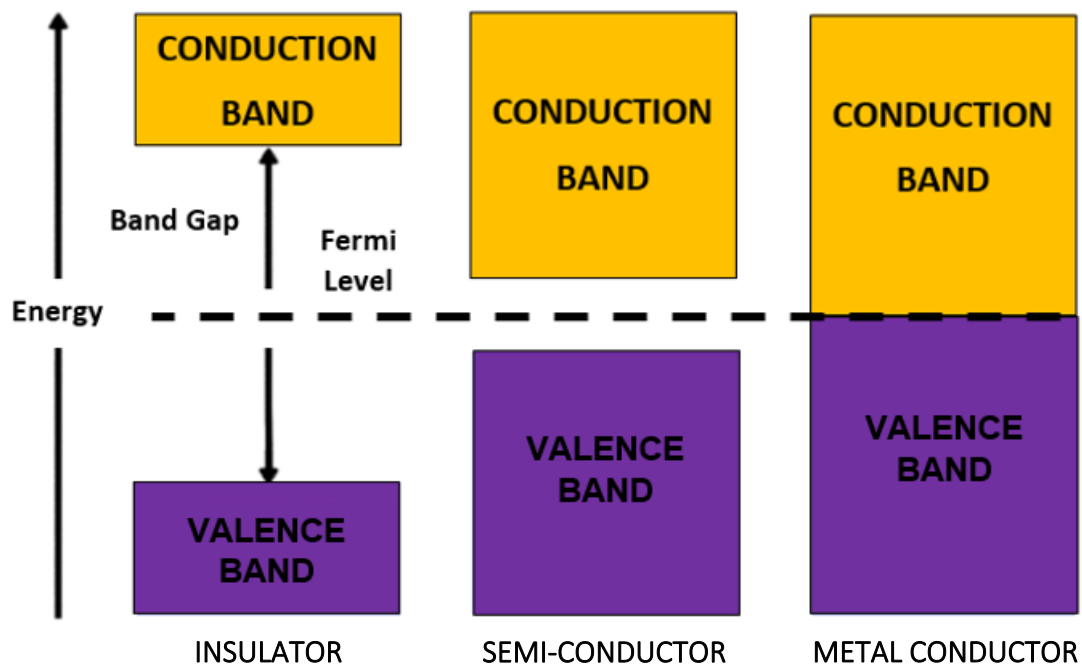 CONDUCTION
BAND
CONDUCTION
BAND
CONDUCTION
BAND
Band Gap
Fermi
Level
Energy
VALENCE
BAND
VALENCE
BAND
VALENCE
BAND
INSULATOR
SEMI-CONDUCTOR
METAL CONDUCTOR